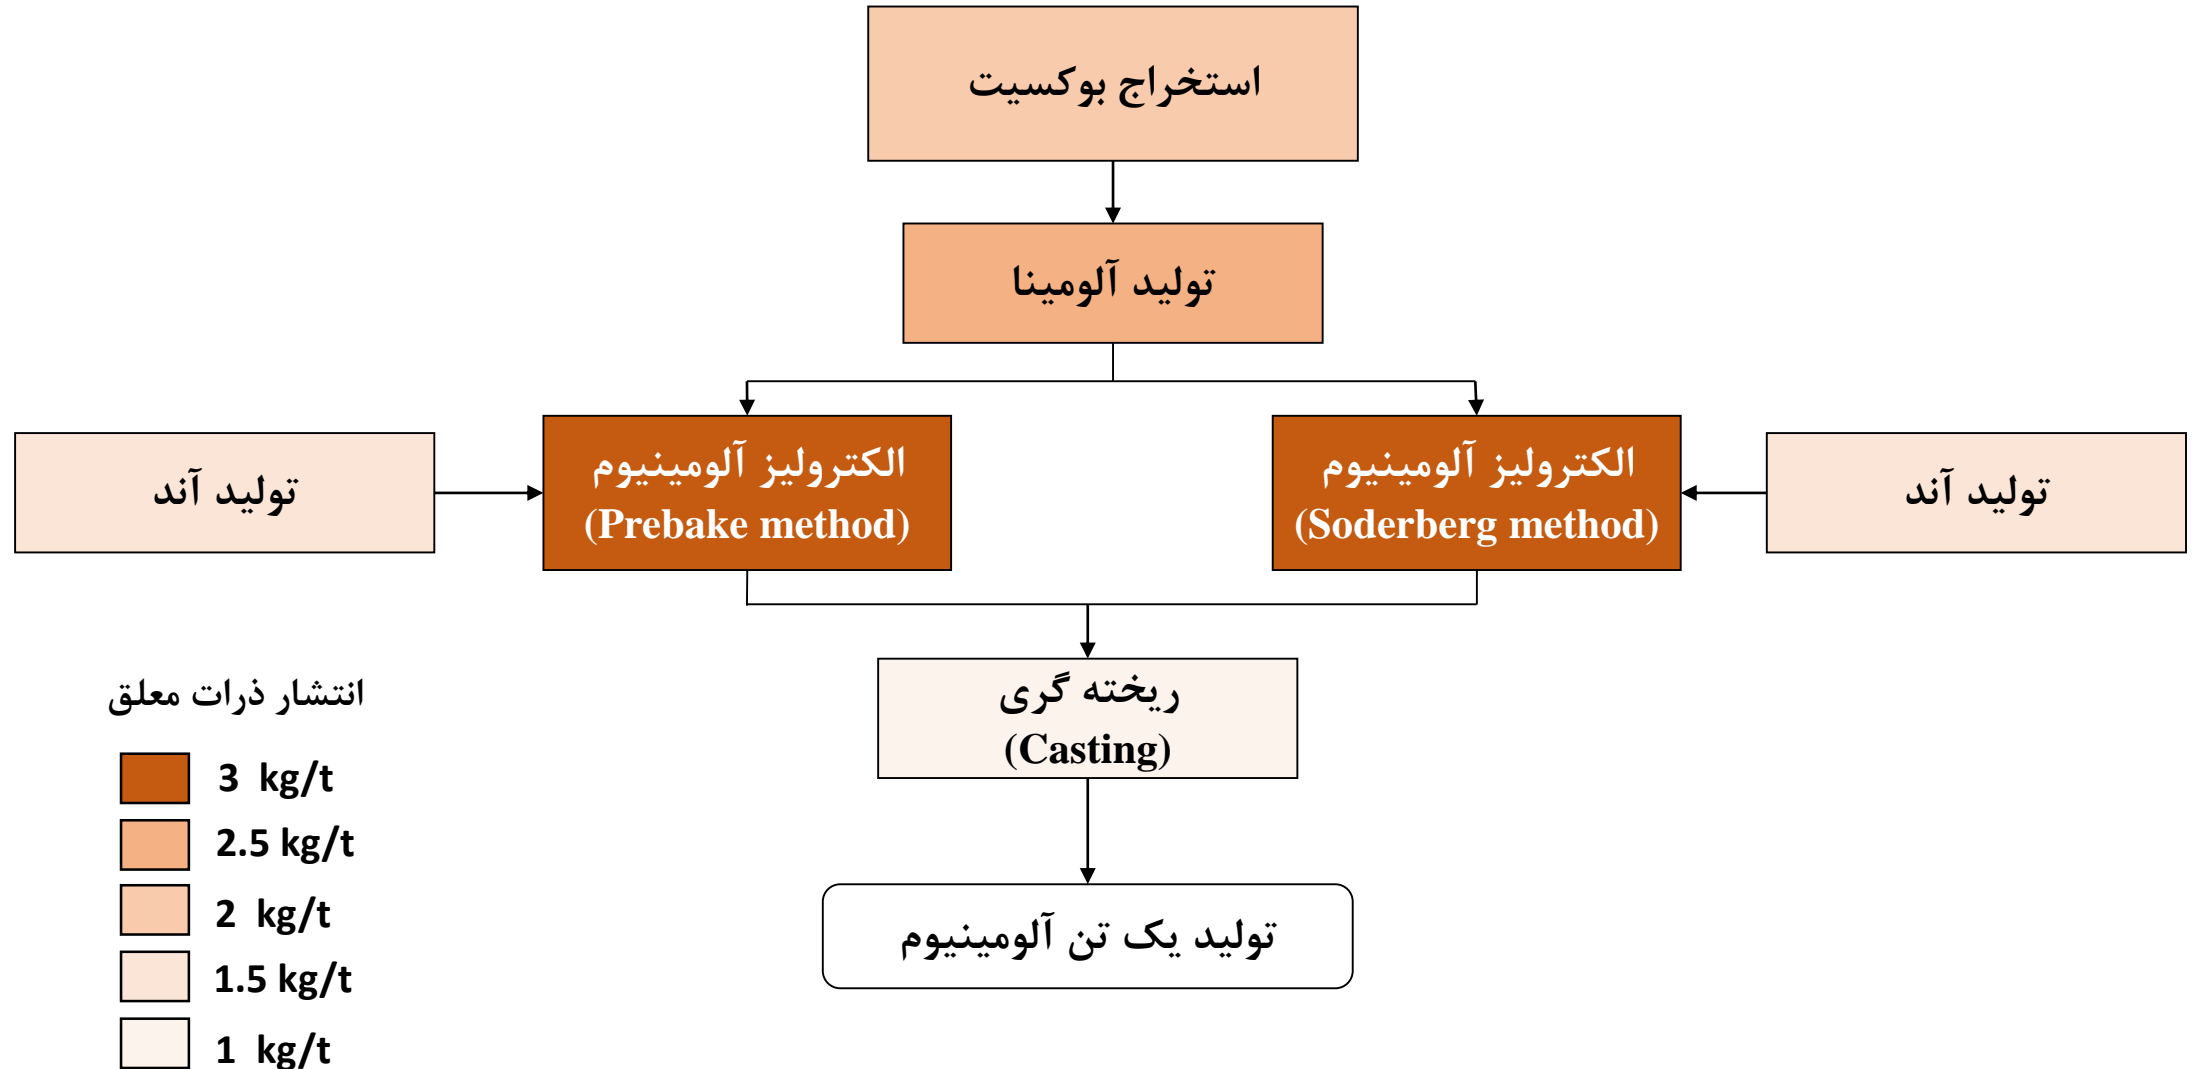 استخراج بوکسیت
تولید آلومینا
الکترولیز آلومینیوم
(Prebake method)
الکترولیز آلومینیوم
(Soderberg method)
تولید آند
تولید آند
ریخته گری
(Casting)
تولید یک تن آلومینیوم
انتشار ذرات معلق
3 kg/t
2.5 kg/t
2 kg/t
1.5 kg/t
1 kg/t